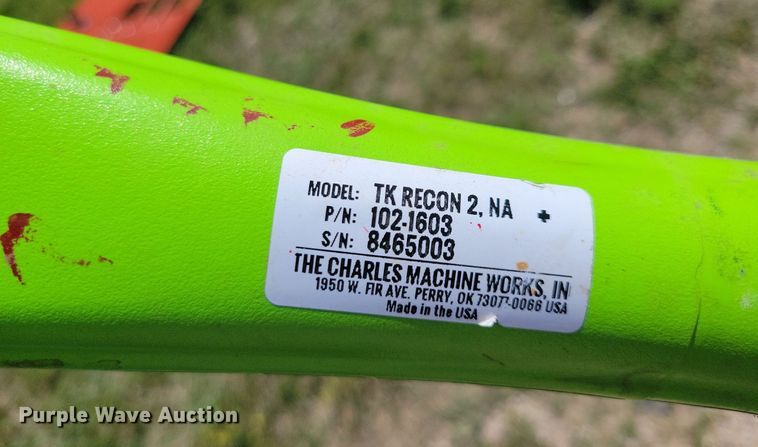 MODEL: TK RECON 2, NA +
P/N: 102-1603
S/N: 8465003
THE CHARLES MACHINE WORKS, IN
1950 W. FIR AVE. PERRY, OK 73077-0066 USA
Made in the USA
Purple Wave Auction